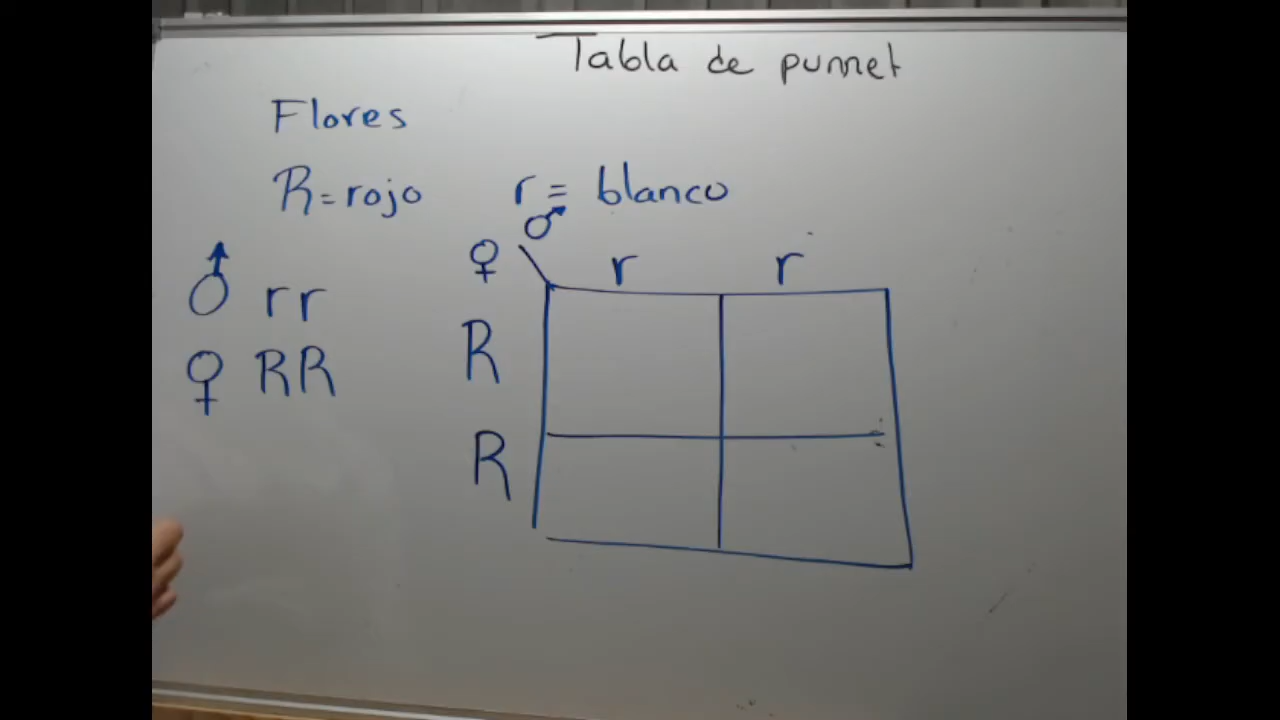 Tabla de punnet
Flores
R = rojo r = blanco
♂ rr
♀ RR
♀ ♂ r r
R
R